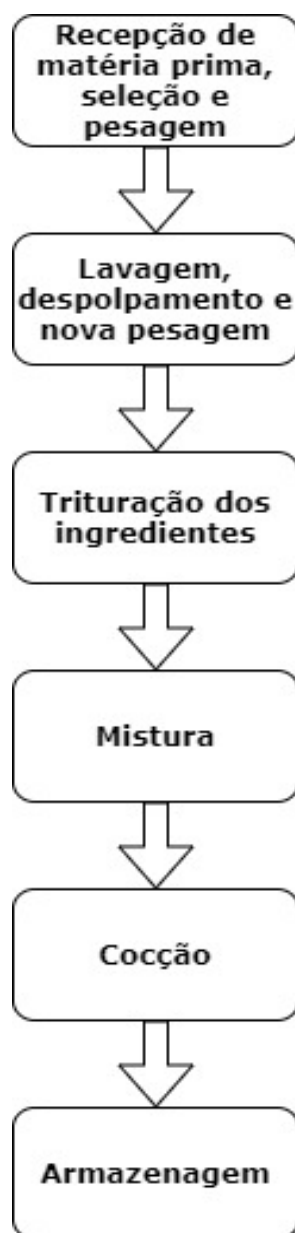 Recepção de
matéria prima,
seleção e
pesagem
Lavagem,
despolpamento e
nova pesagem
Trituração dos
ingredientes
Mistura
Cocção
Armazenagem